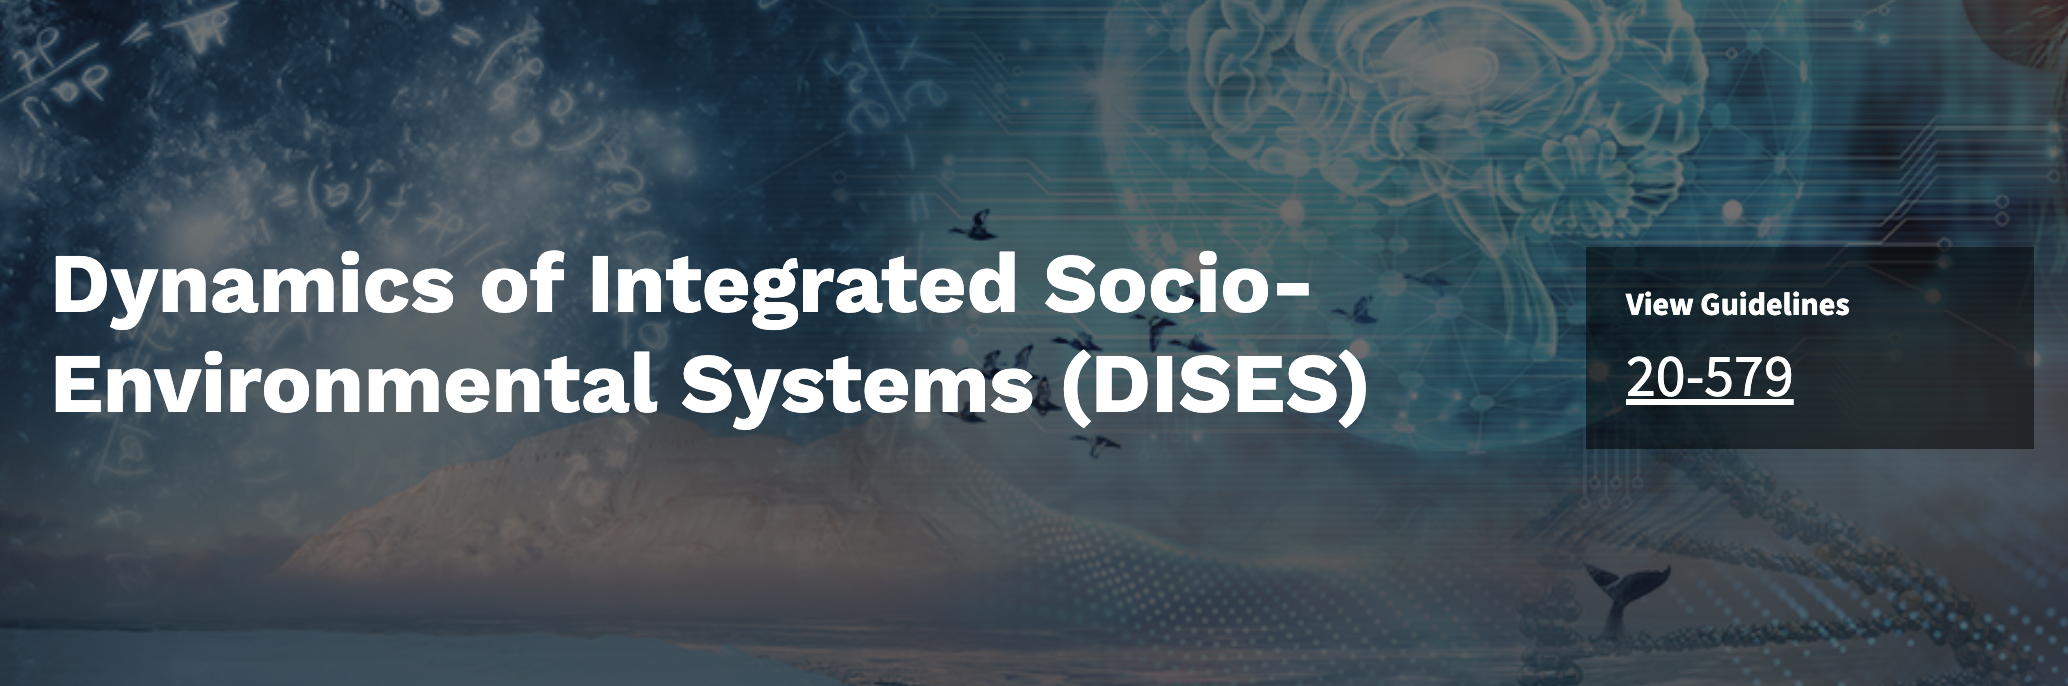 Dynamics of Integrated Socio-
Environmental Systems (DISES)
View Guidelines
20-579